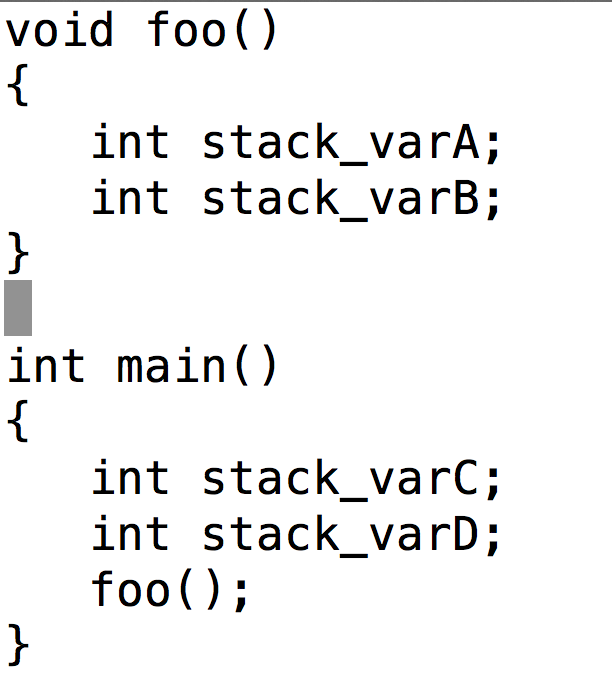 void foo()
{
   int stack_varA;
   int stack_varB;
}

int main()
{
   int stack_varC;
   int stack_varD;
   foo();
}